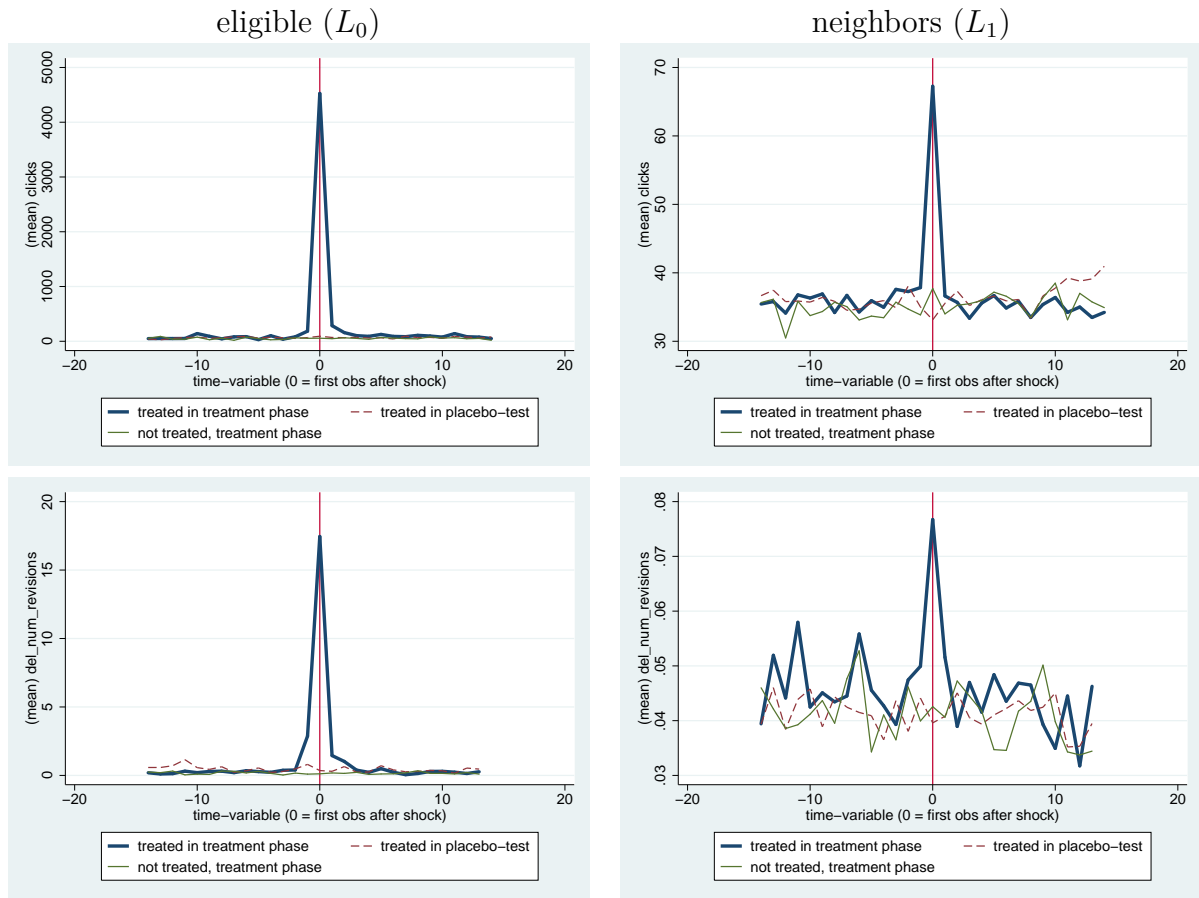 eligible (L₀)
neighbors (L₁)
(mean) clicks
5000
4000
3000
2000
1000
0
−20
−10
0
10
20
time−variable (0 = first obs after shock)
treated in treatment phase
treated in placebo−test
not treated, treatment phase
(mean) clicks
70
60
50
40
30
−20
−10
0
10
20
time−variable (0 = first obs after shock)
treated in treatment phase
treated in placebo−test
not treated, treatment phase
(mean) del_num_revisions
20
15
10
5
0
−20
−10
0
10
20
time−variable (0 = first obs after shock)
treated in treatment phase
treated in placebo−test
not treated, treatment phase
(mean) del_num_revisions
.08
.07
.06
.05
.04
.03
−20
−10
0
10
20
time−variable (0 = first obs after shock)
treated in treatment phase
treated in placebo−test
not treated, treatment phase